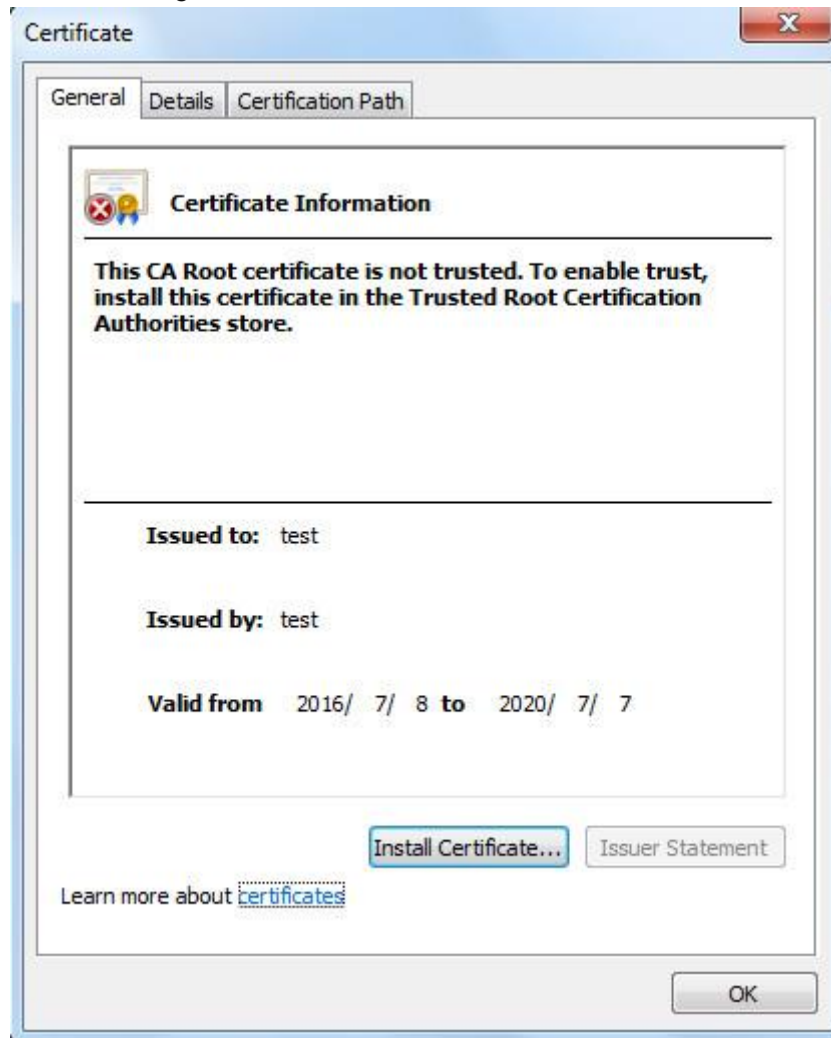 Certificate
General Details Certification Path
Certificate Information
This CA Root certificate is not trusted. To enable trust,
install this certificate in the Trusted Root Certification
Authorities store.
Issued to: test
Issued by: test
Valid from 2016/ 7/ 8 to 2020/ 7/ 7
Install Certificate... Issuer Statement
Learn more about certificates
OK